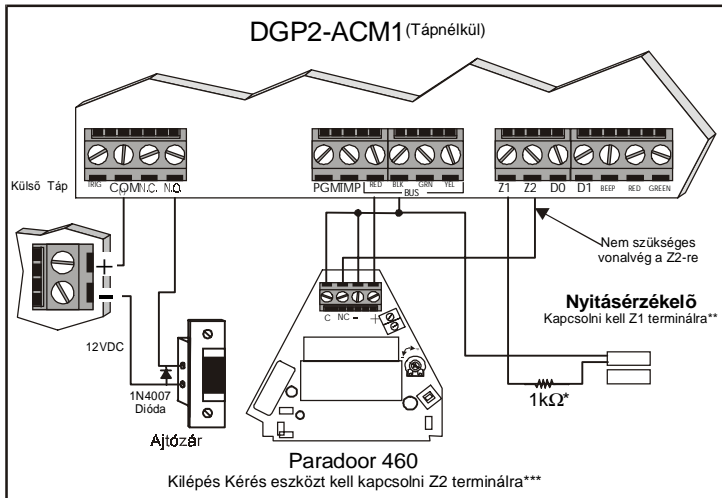 DGP2-ACM1 (Tápnélkül)
Külső Táp
TRIG COM(-) N.C. N.O.
PGM TMP RED BLK GRN YEL
BUS
Z1 Z2 D0 D1 BEEP RED GREEN
+
-
12VDC
1N4007
Dióda
Ajtózár
C NC - +
Nem szükséges
vonalvég a Z2-re
Nyitásérzékelő
Kapcsolni kell Z1 terminálra**
1kΩ*
Paradoor 460
Kilépés Kérés eszközt kell kapcsolni Z2 terminálra***